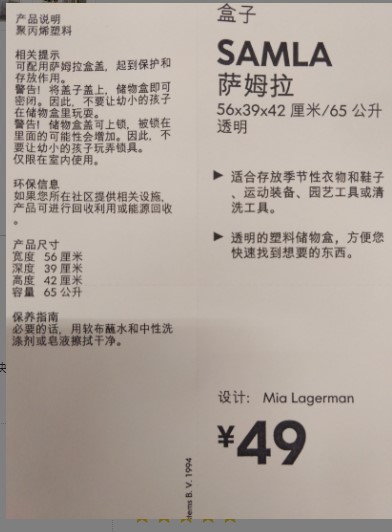 产品说明
聚丙烯塑料
相关提示
可配用萨姆拉盒盖，起到保护和
存放作用。
警告！将盖子盖上，储物盒即可
密闭。因此，不要让幼小的孩子
在储物盒里玩耍。
警告！储物盒盖可上锁，被锁在
里面的可能性会增加。因此，不
要让幼小的孩子玩弄锁具。
仅限在室内使用。
环保信息
如果您所在社区提供相关设施，
产品可进行回收利用或能源回收
。
产品尺寸
宽度 56 厘米
深度 39 厘米
高度 42 厘米
容量 65 公升
保养指南
必要的话，用软布蘸水和中性洗
涤剂或皂液擦拭干净。
盒子
SAMLA
萨姆拉
56x39x42 厘米/65 公升
透明
▶ 适合存放季节性衣物和鞋子
、运动装备、园艺工具或清
洗工具。
▶ 透明的塑料储物盒，方便您
快速找到想要的东西。
设计： Mia Lagerman
¥49
tems B. V. 1994